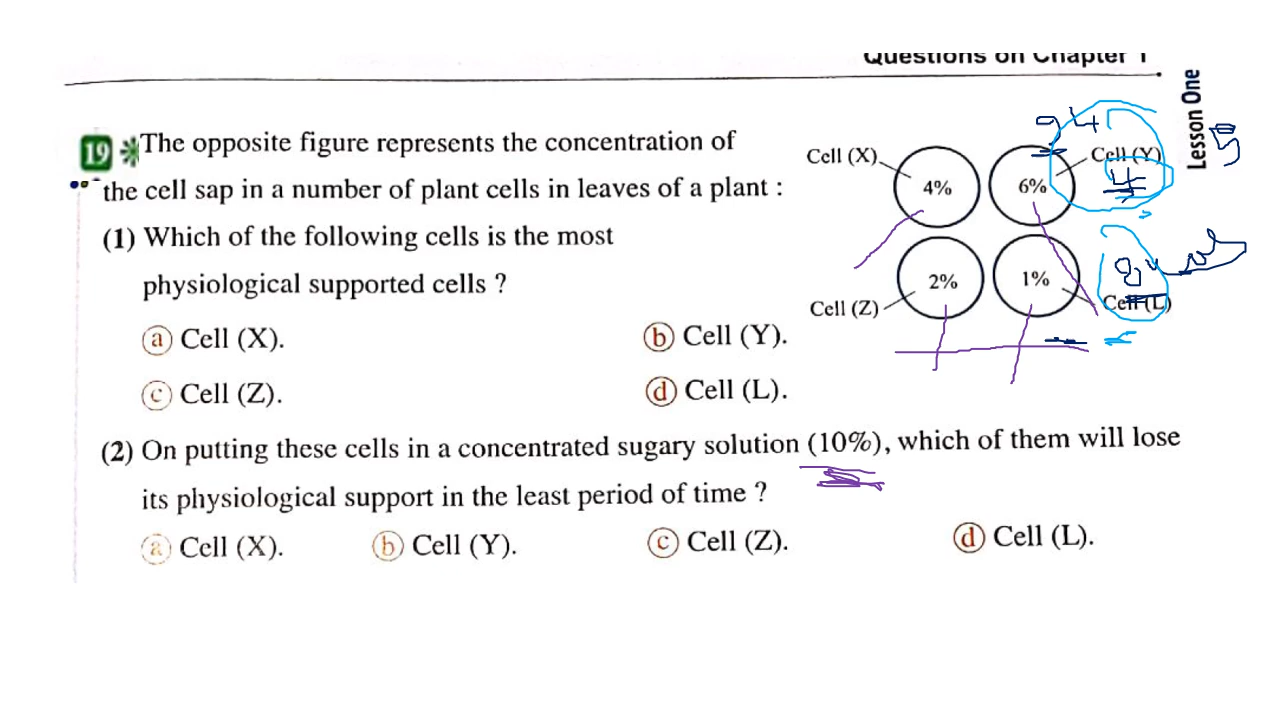 Questions on Chapter 1
Lesson One
19 The opposite figure represents the concentration of
the cell sap in a number of plant cells in leaves of a plant :
Cell (X)
4%
6%
Cell (Y)
Cell (Z)
2%
1%
Cell (L)
(1) Which of the following cells is the most
physiological supported cells ?
a Cell (X).
b Cell (Y).
c Cell (Z).
d Cell (L).
(2) On putting these cells in a concentrated sugary solution (10%), which of them will lose
its physiological support in the least period of time ?
a Cell (X).
b Cell (Y).
c Cell (Z).
d Cell (L).